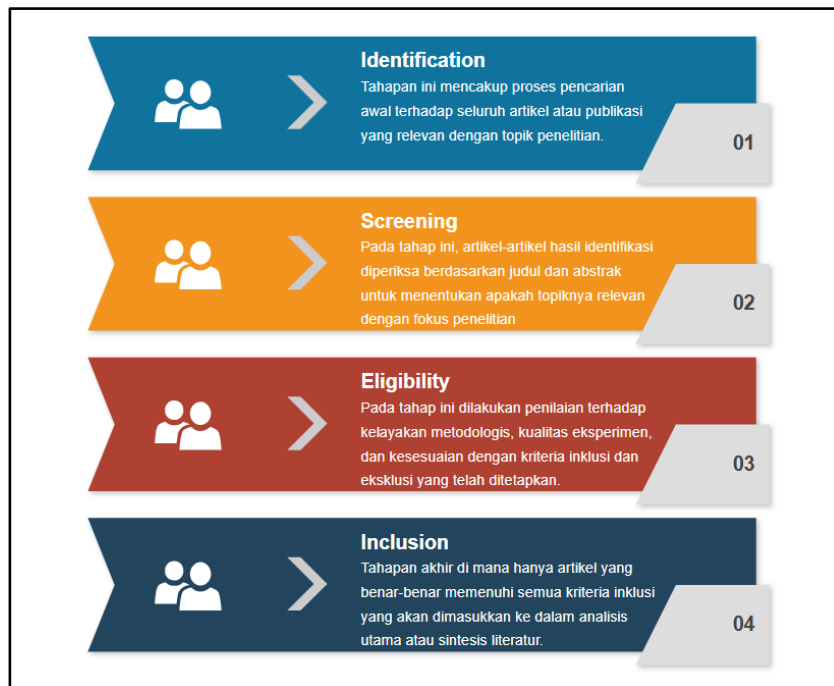 Identification
Tahapan ini mencakup proses pencarian
awal terhadap seluruh artikel atau publikasi
yang relevan dengan topik penelitian.
01
Screening
Pada tahap ini, artikel-artikel hasil identifikasi
diperiksa berdasarkan judul dan abstrak
untuk menentukan apakah topiknya relevan
dengan fokus penelitian
02
Eligibility
Pada tahap ini dilakukan penilaian terhadap
kelayakan metodologis, kualitas eksperimen,
dan kesesuaian dengan kriteria inklusi dan
eksklusi yang telah ditetapkan.
03
Inclusion
Tahapan akhir di mana hanya artikel yang
benar-benar memenuhi semua kriteria inklusi
yang akan dimasukkan ke dalam analisis
utama atau sintesis literatur.
04